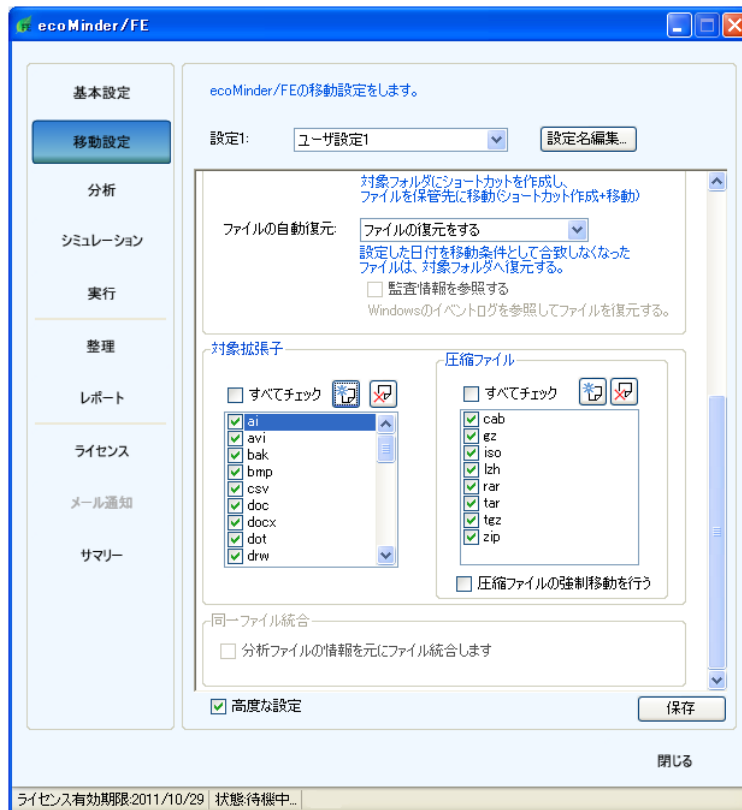 ecoMinder/FE
基本設定
移動設定
分析
シミュレーション
実行
整理
レポート
ライセンス
メール通知
サマリー
ecoMinder/FEの移動設定をします。
設定1:
ユーザ設定1
設定名編集...
対象フォルダにショートカットを作成し、
ファイルを保管先に移動(ショートカット作成+移動)
ファイルの自動復元:
ファイルの復元をする
設定した日付を移動条件として合致しなくなった
ファイルは、対象フォルダへ復元する。
監査情報を参照する
Windowsのイベントログを参照してファイルを復元する。
対象拡張子
すべてチェック
ai
avi
bak
bmp
csv
doc
docx
dot
drw
圧縮ファイル
すべてチェック
cab
gz
iso
lzh
rar
tar
tgz
zip
圧縮ファイルの強制移動を行う
同一ファイル統合
分析ファイルの情報を元にファイル統合します
高度な設定
保存
閉じる
ライセンス有効期限:2011/10/29 状態:待機中...